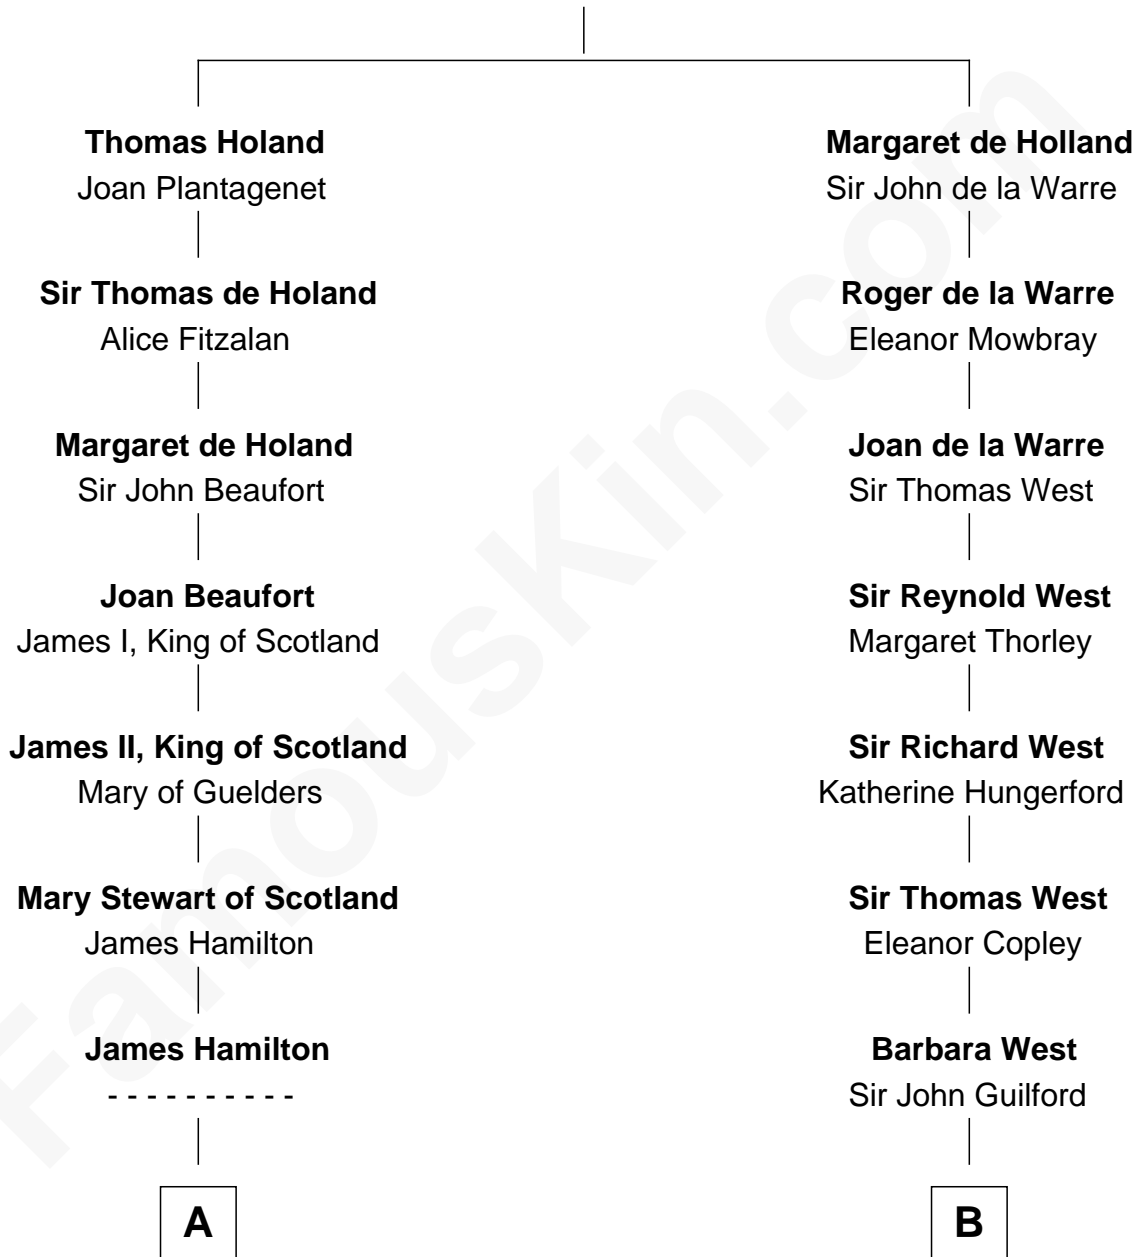 Thomas Holand
Joan Plantagenet
Margaret de Holland
Sir John de la Warre
Sir Thomas de Holand
Alice Fitzalan
Roger de la Warre
Eleanor Mowbray
Margaret de Holand
Sir John Beaufort
Joan de la Warre
Sir Thomas West
Joan Beaufort
James I, King of Scotland
Sir Reynold West
Margaret Thorley
James II, King of Scotland
Mary of Guelders
Sir Richard West
Katherine Hungerford
Mary Stewart of Scotland
James Hamilton
Sir Thomas West
Eleanor Copley
James Hamilton
- - - - - - - - - -
Barbara West
Sir John Guilford
A
B
FamousKin.com